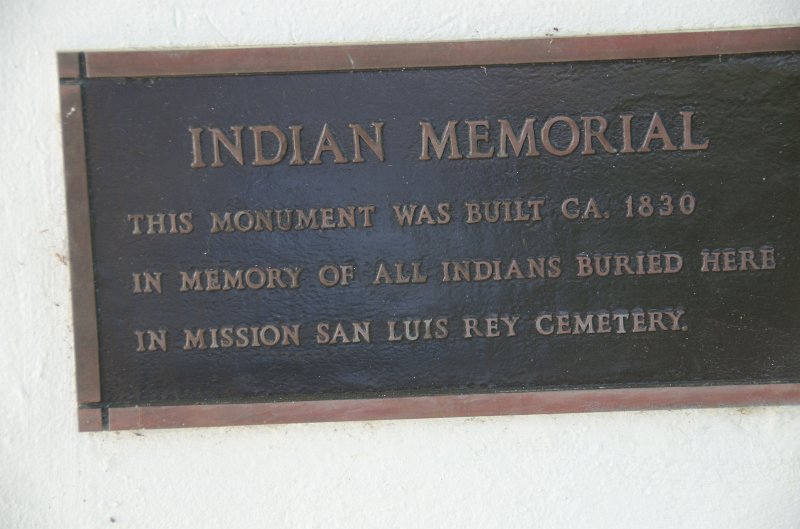 INDIAN MEMORIAL
THIS MONUMENT WAS BUILT CA. 1830
IN MEMORY OF ALL INDIANS BURIED HERE
IN MISSION SAN LUIS REY CEMETERY.